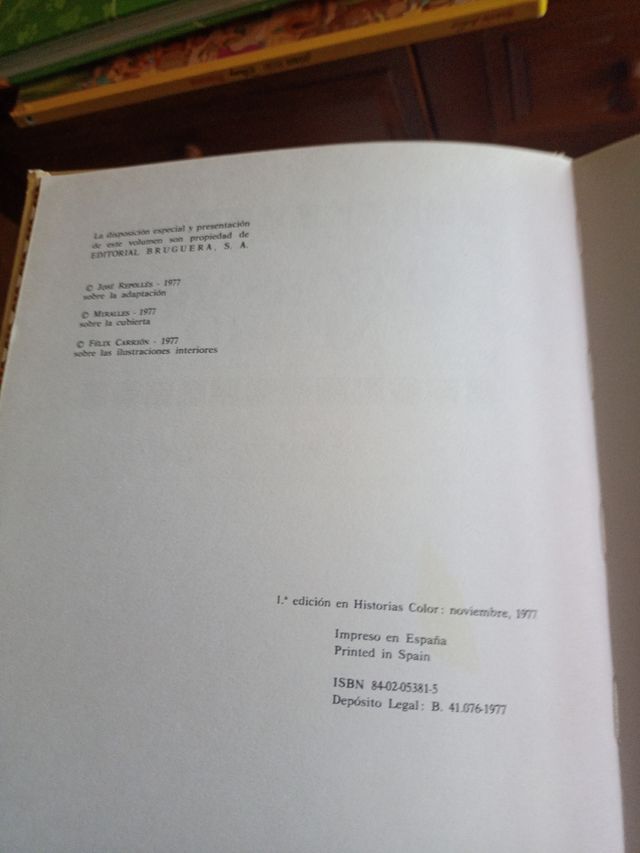 La disposición especial y presentación
de este volumen son propiedad de
EDITORIAL BRUGUERA, S. A.
© José Repollés - 1977
sobre la adaptación
© Miralles - 1977
sobre la cubierta
© Félix Carrión - 1977
sobre las ilustraciones interiores
1.ª edición en Historias Color: noviembre, 1977
Impreso en España
Printed in Spain
ISBN 84-02-05381-5
Depósito Legal: B. 41.076-1977